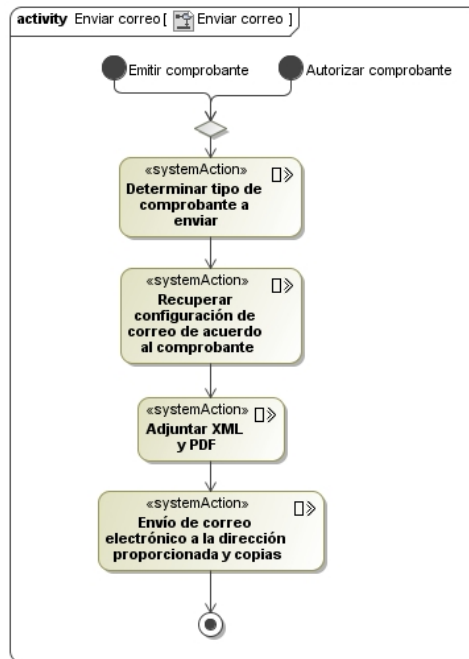 activity Enviar correo [ Enviar correo ]
Emitir comprobante
Autorizar comprobante
«systemAction»
Determinar tipo de
comprobante a
enviar
«systemAction»
Recuperar
configuración de
correo de acuerdo
al comprobante
«systemAction»
Adjuntar XML
y PDF
«systemAction»
Envío de correo
electrónico a la dirección
proporcionada y copias